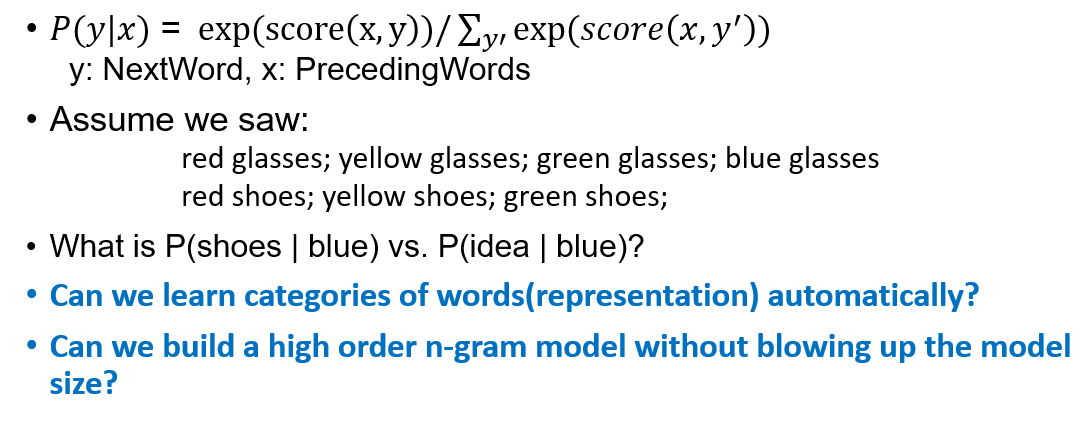 • P(y|x) = exp(score(x, y))/ ∑y′ exp(score(x, y′))
y: NextWord, x: PrecedingWords
• Assume we saw:
red glasses; yellow glasses; green glasses; blue glasses
red shoes; yellow shoes; green shoes;
• What is P(shoes | blue) vs. P(idea | blue)?
• Can we learn categories of words(representation) automatically?
• Can we build a high order n-gram model without blowing up the model
size?